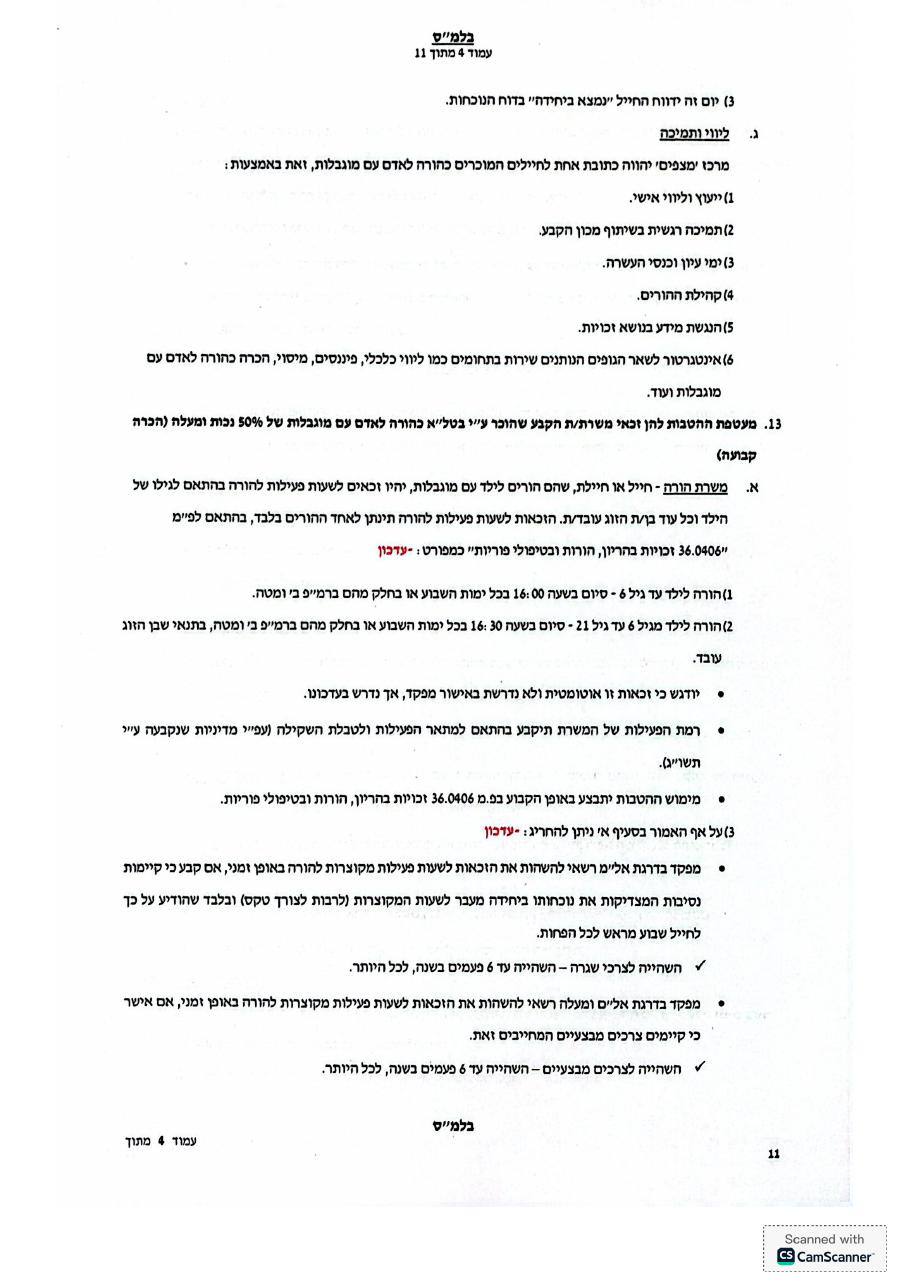 בלמ״ס
עמוד 4 מתוך 11
3) יום זה ידווח החייל ״נמצא ביחידה״ בדוח הנוכחות.
ג. ליווי ותמיכה
מרכז ׳מצפים׳ יהווה כתובת אחת לחיילים המוכרים כהורה לאדם עם מוגבלות, זאת באמצעות:
1) ייעוץ וליווי אישי.
2) תמיכה רגשית בשיתוף מכון הקבע.
3) ימי עיון וכנסי העשרה.
4) קהילת ההורים.
5) הנגשת מידע בנושא זכויות.
6) אינטגרטור לשאר הגופים הנותנים שירות בתחומים כמו ליווי כלכלי, פיננסים, מיסוי, הכרה כהורה לאדם עם
מוגבלות ועוד.
13. מעטפת ההטבות להן זכאי משרת/ת הקבע שהוכר ע״י בטל״א כהורה לאדם עם מוגבלות של 50% נכות ומעלה (הכרה
קבועה)
א. משרת הורה - חייל או חיילת, שהם הורים לילד עם מוגבלות, יהיו זכאים לשעות פעילות להורה בהתאם לגילו של
הילד וכל עוד בן/ת הזוג עובד/ת. הזכאות לשעות פעילות להורה תינתן לאחד ההורים בלבד, בהתאם לפ״מ
״36.0406 זכויות בהריון, הורות ובטיפולי פוריות״ כמפורט: -עדכון
1) הורה לילד עד גיל 6 - סיום בשעה 16:00 בכל ימות השבוע או בחלק מהם ברמ״פ ב׳ ומטה.
2) הורה לילד מגיל 6 עד גיל 21 - סיום בשעה 16:30 בכל ימות השבוע או בחלק מהם ברמ״פ ב׳ ומטה, בתנאי שבן הזוג
עובד.
• יודגש כי זכאות זו אוטומטית ולא נדרשת באישור מפקד, אך נדרש בעדכונו.
• רמת הפעילות של המשרת תיקבע בהתאם למתאר הפעילות ולטבלת השקילה (עפ״י מדיניות שנקבעה ע״י
תשו״ג).
• מימוש ההטבות יתבצע באופן הקבוע בפ.מ 36.0406 זכויות בהריון, הורות ובטיפולי פוריות.
3) על אף האמור בסעיף א׳ ניתן להחריג: -עדכון
• מפקד בדרגת אל״מ רשאי להשהות את הזכאות לשעות פעילות מקוצרות להורה באופן זמני, אם קבע כי קיימות
נסיבות המצדיקות את נוכחותו ביחידה מעבר לשעות המקוצרות (לרבות לצורך טקס) ובלבד שהודיע על כך
לחייל שבוע מראש לכל הפחות.
✓ השהייה לצרכי שגרה – השהייה עד 6 פעמים בשנה, לכל היותר.
• מפקד בדרגת אל״ם ומעלה רשאי להשהות את הזכאות לשעות פעילות מקוצרות להורה באופן זמני, אם אישר
כי קיימים צרכים מבצעיים המחייבים זאת.
✓ השהייה לצרכים מבצעיים – השהייה עד 6 פעמים בשנה, לכל היותר.
בלמ״ס
עמוד 4 מתוך
11
Scanned with
CS CamScanner